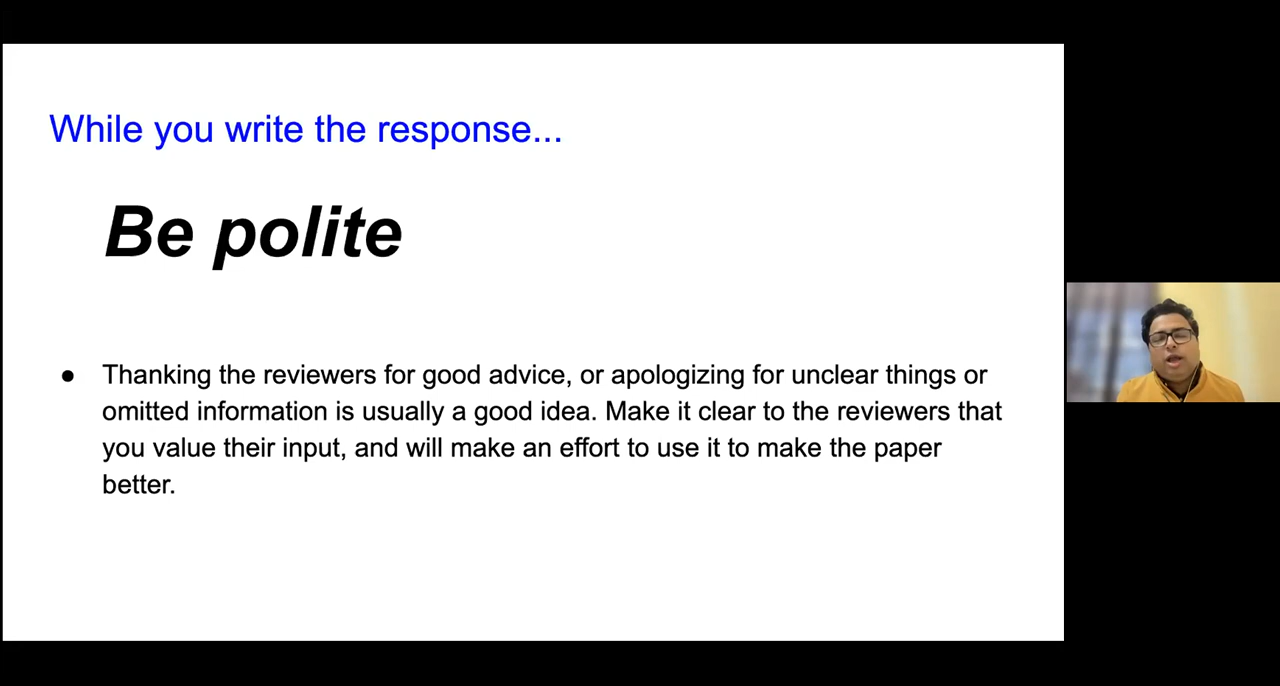 While you write the response...
Be polite
● Thanking the reviewers for good advice, or apologizing for unclear things or
omitted information is usually a good idea. Make it clear to the reviewers that
you value their input, and will make an effort to use it to make the paper
better.